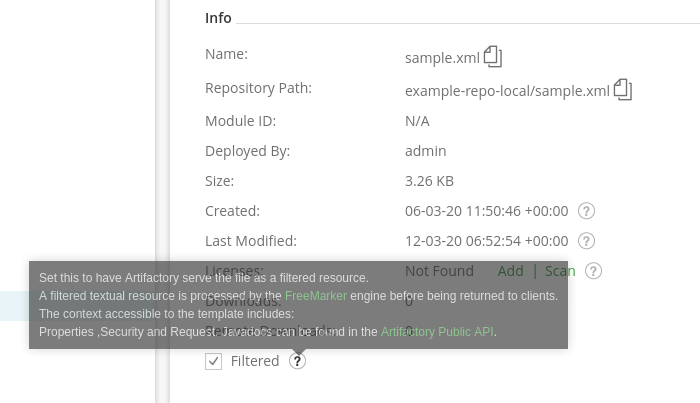 Info
Name: sample.xml
Repository Path: example-repo-local/sample.xml
Module ID: N/A
Deployed By: admin
Size: 3.26 KB
Created: 06-03-20 11:50:46 +00:00 ?
Last Modified: 12-03-20 06:52:54 +00:00 ?
Licenses: Not Found Add | Scan ?
Downloads: 0
Remote Downloads: 0
Set this to have Artifactory serve the file as a filtered resource.
A filtered textual resource is processed by the FreeMarker engine before being returned to clients.
The context accessible to the template includes:
Properties ,Security and Request. Javadocs can be found in the Artifactory Public API.
Filtered ?